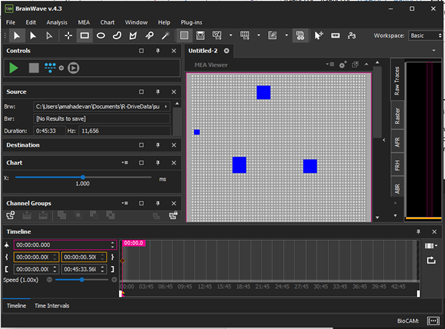 BrainWave v.4.3
File Edit Analysis MEA Chart Window Help Plug-ins
Workspace: Basic
Controls
Untitled-2
MEA Viewer
Source
Brw: C:\Users\amahadevan\Documents\R-DriveData\su
Bxr: [No Results to save]
Duration: 0:45:33 Hz: 11,656
Destination
Chart
X: 1.000 ms
Channel Groups
Raw Traces
Raster
AFR
FRH
ABR
Timeline
00:00:00.000
00:00:00.000 00:00:00.500
00:00:00.000 00:45:33.560
Speed (1.00x)
00:00.0
00:00 03:45 07:30 11:15 15:00 18:45 22:30 26:15 30:00 33:45 37:30 41:15
Timeline Time Intervals
BioCAM: